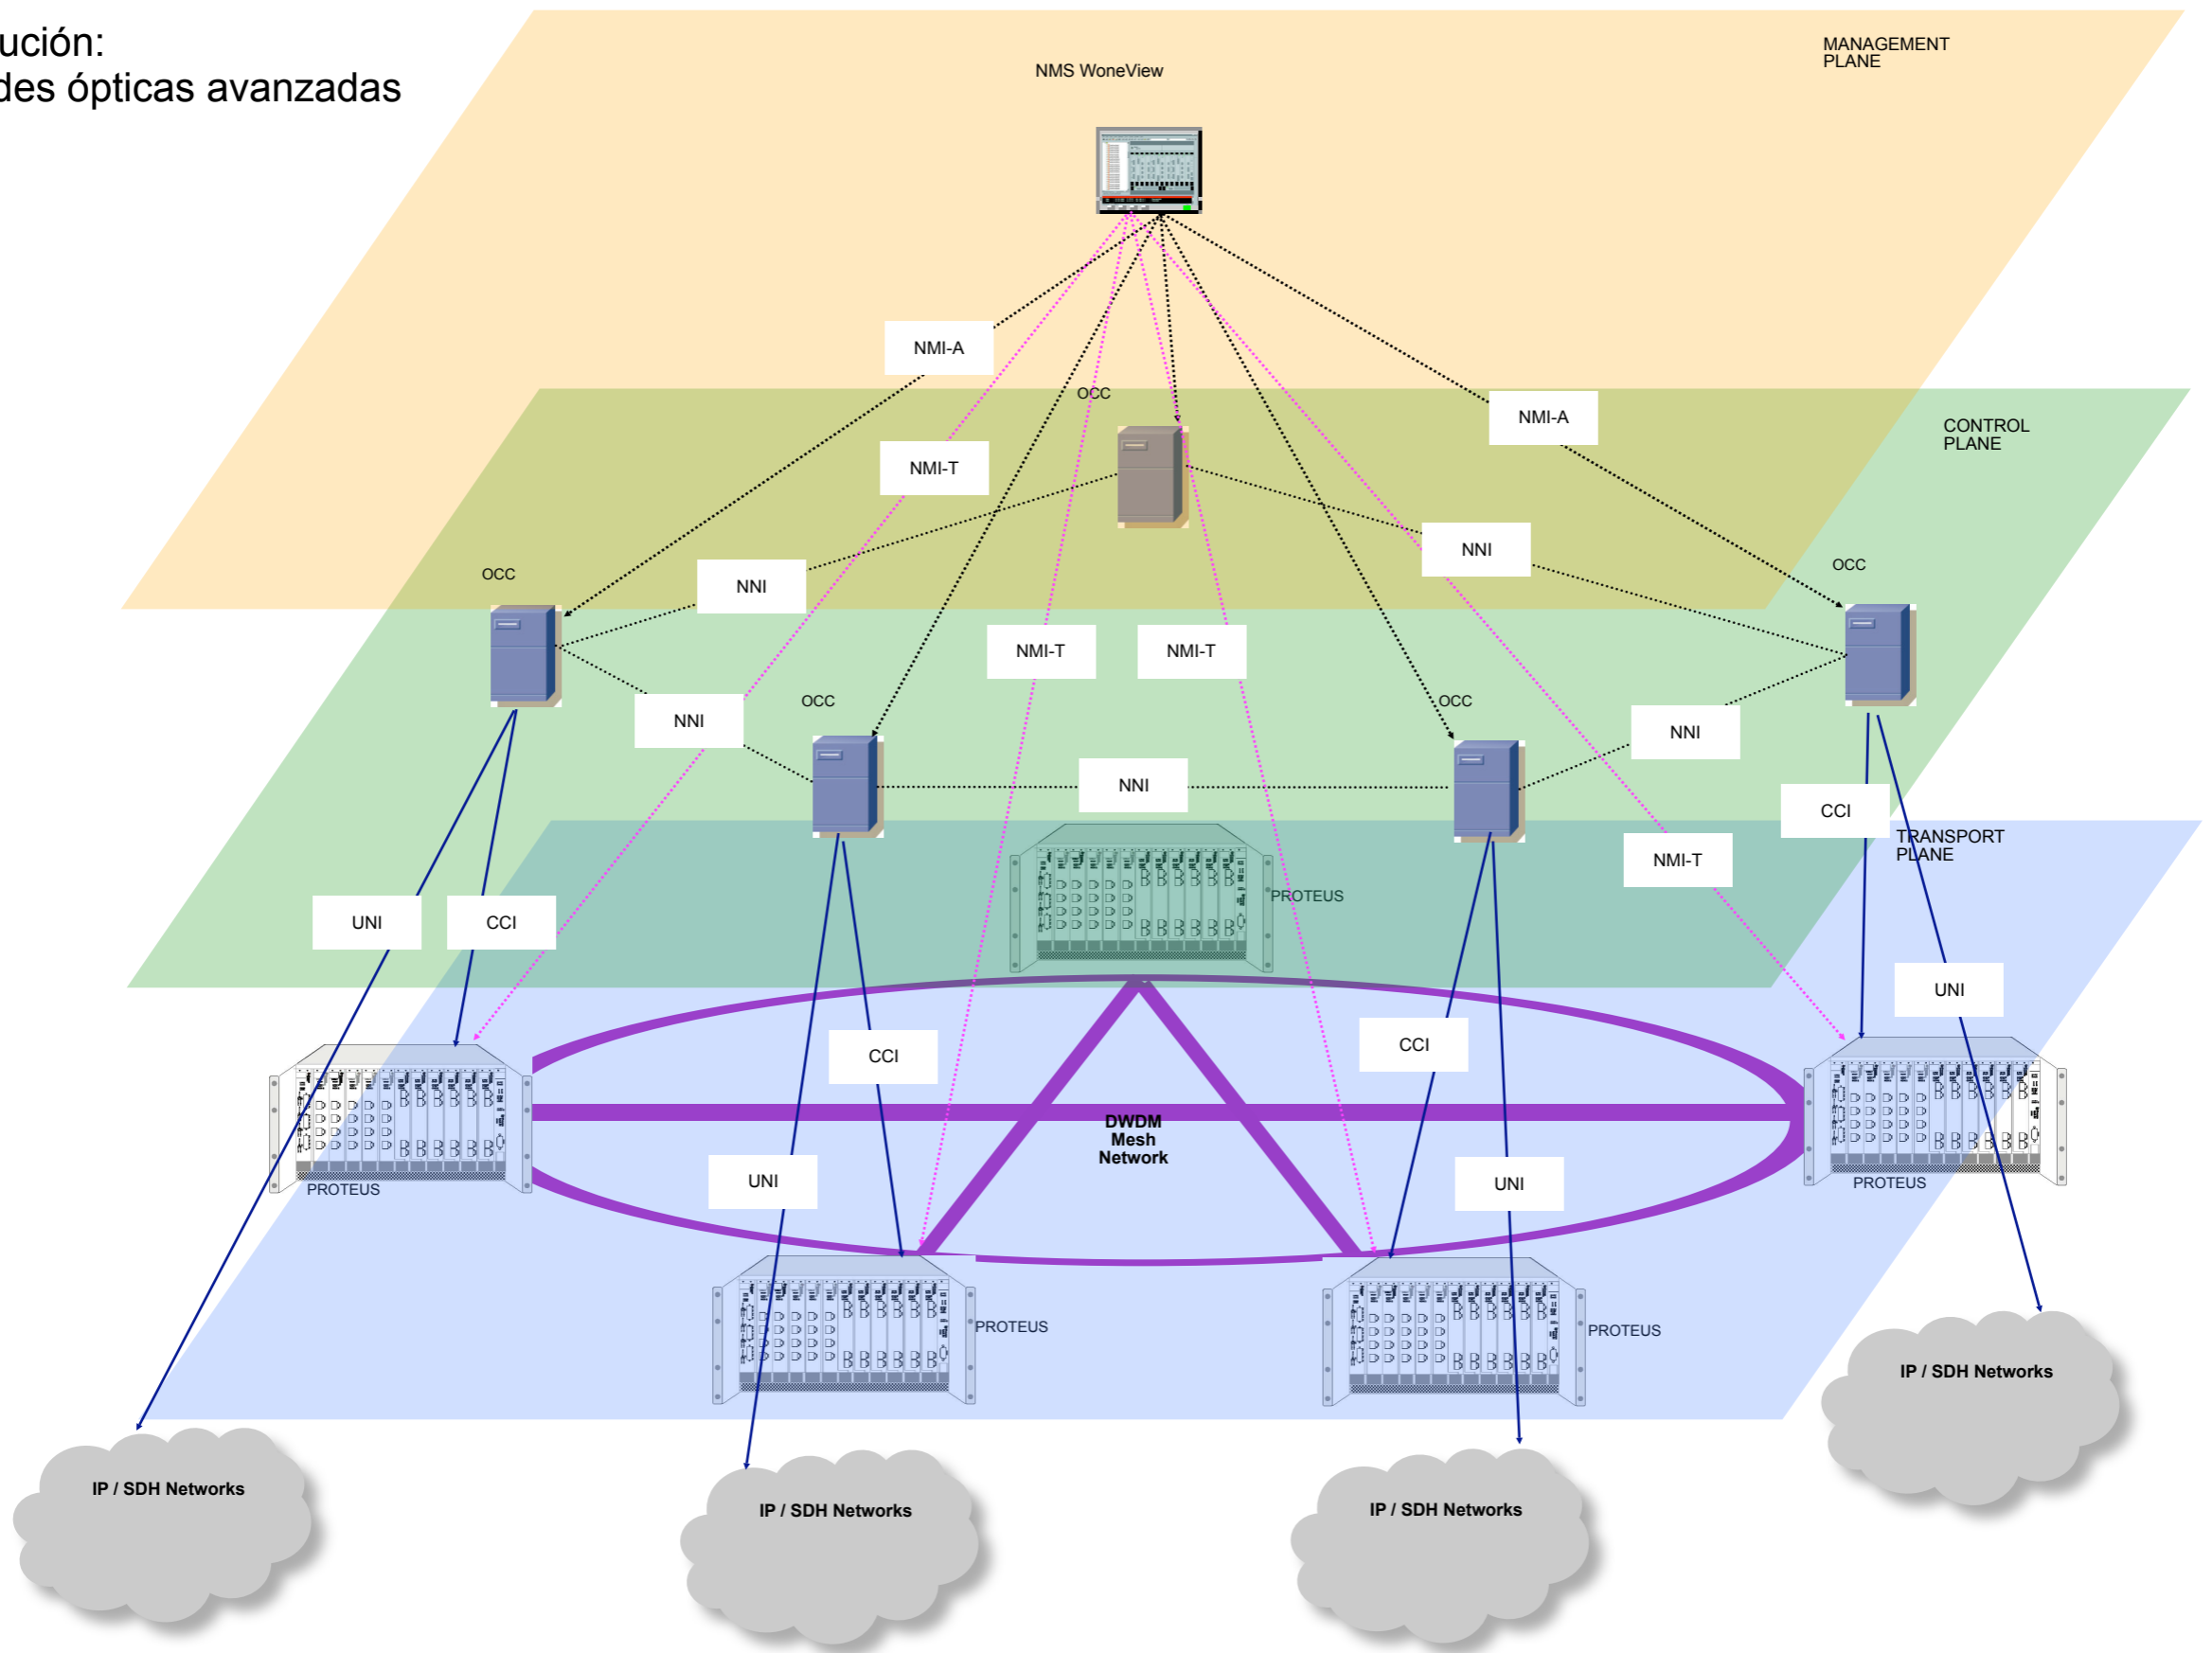 ución:
des ópticas avanzadas
MANAGEMENT
PLANE
NMS WoneView
NMI-A
OCC
NMI-A
CONTROL
PLANE
NMI-T
NNI
OCC
NNI
OCC
NMI-T
NMI-T
OCC
OCC
NNI
NNI
NNI
CCI
TRANSPORT
PLANE
NMI-T
PROTEUS
UNI
CCI
UNI
CCI
CCI
DWDM
Mesh
Network
UNI
UNI
PROTEUS
PROTEUS
PROTEUS
PROTEUS
IP / SDH Networks
IP / SDH Networks
IP / SDH Networks
IP / SDH Networks